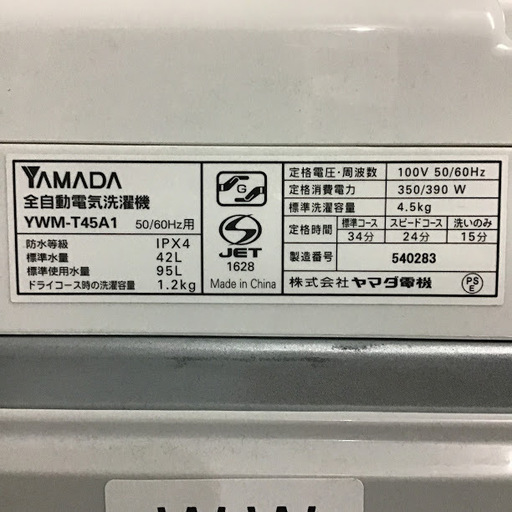 YAMADA
全自動電気洗濯機
YWM-T45A1 50/60Hz用
防水等級 IPX4
標準水量 42L
標準使用水量 95L
ドライコース時の洗濯容量 1.2kg
G
S
JET
1628
Made in China
定格電圧・周波数 100V 50/60Hz
定格消費電力 350/390 W
標準洗濯容量 4.5kg
定格時間 標準コース スピードコース 洗いのみ
34分 24分 15分
製造番号 540283
株式会社 ヤマダ電機
PS
E